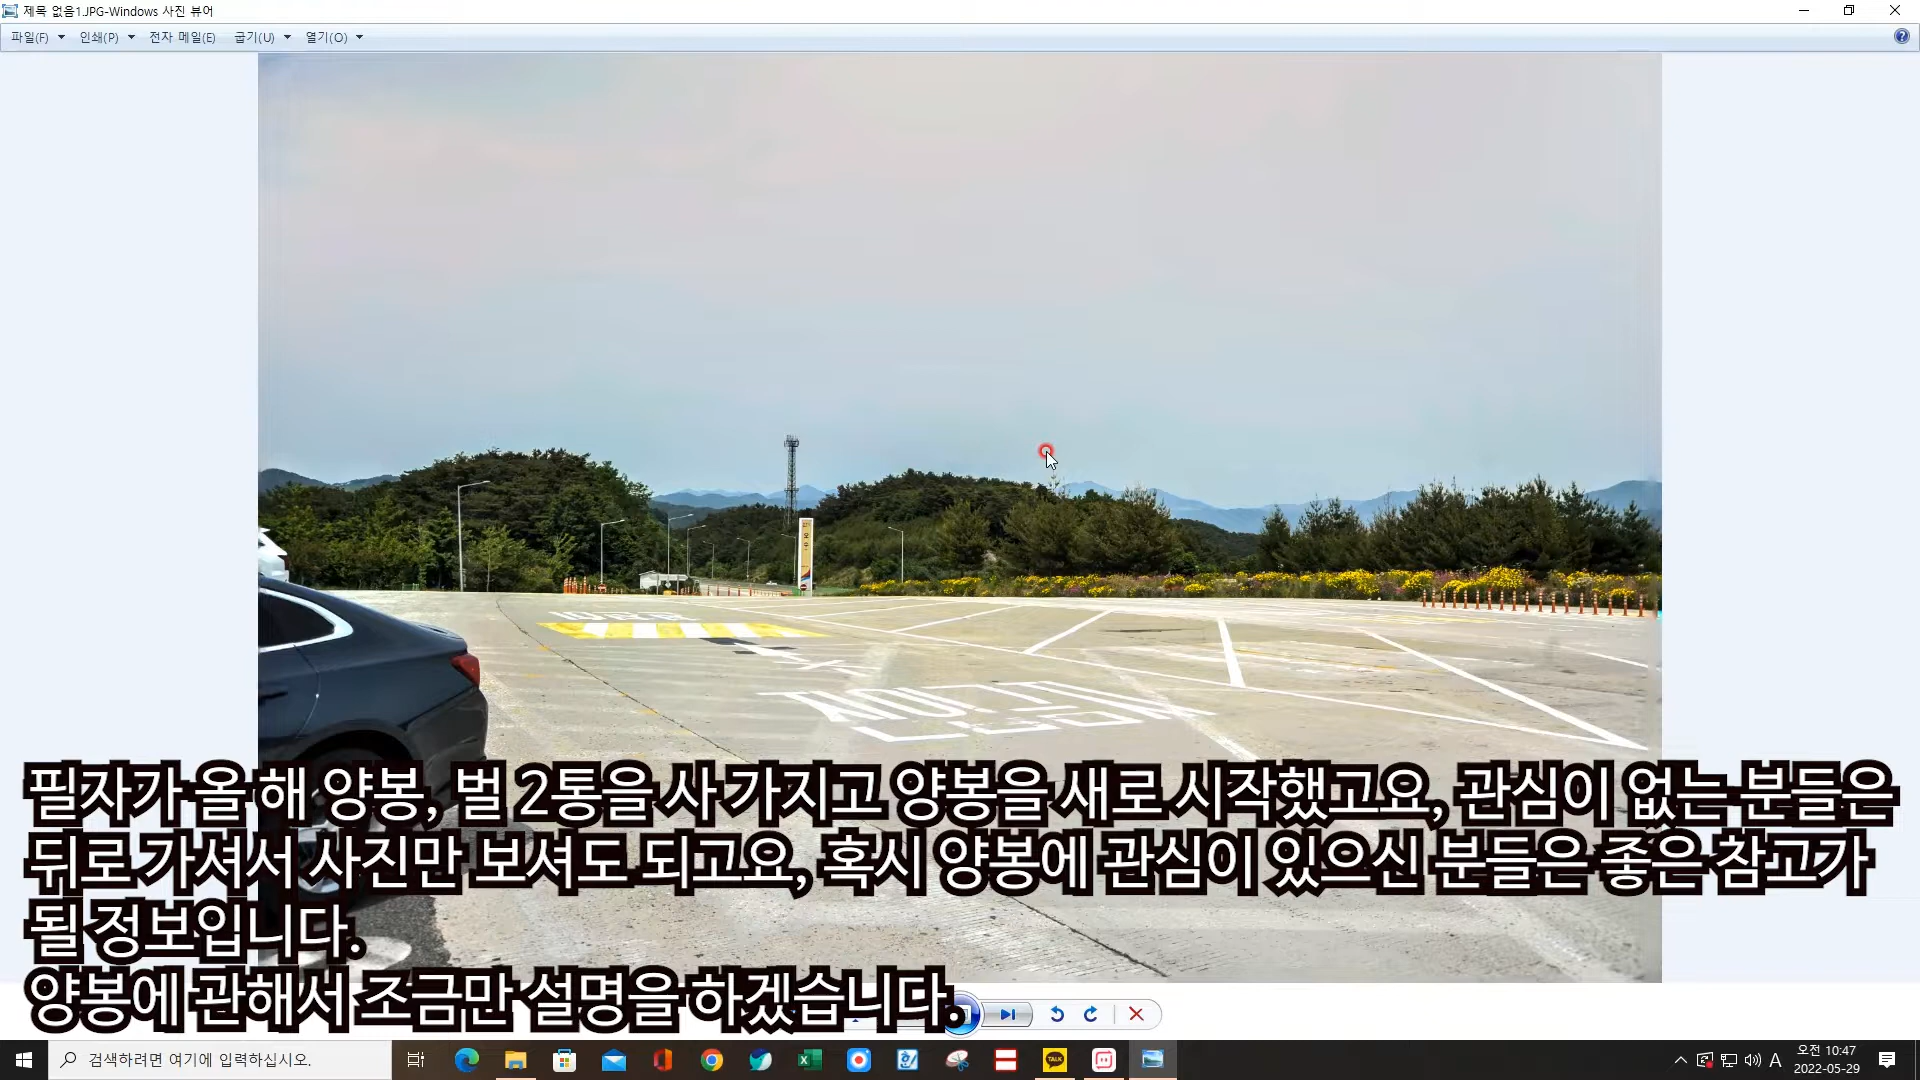 제목 없음1.JPG-Windows 사진 뷰어
파일(F) 인쇄(P) 전자 메일(E) 굽기(U) 열기(O)
필자가 올 해 양봉, 벌 2통을 사 가지고 양봉을 새로 시작했고요, 관심이 없는 분들은
뒤로 가셔서 사진만 보셔도 되고요, 혹시 양봉에 관심이 있으신 분들은 좋은 참고가
될 정보입니다.
양봉에 관해서 조금만 설명을 하겠습니다.
검색하려면 여기에 입력하십시오.
TALK
A
오전 10:47
2022-05-29